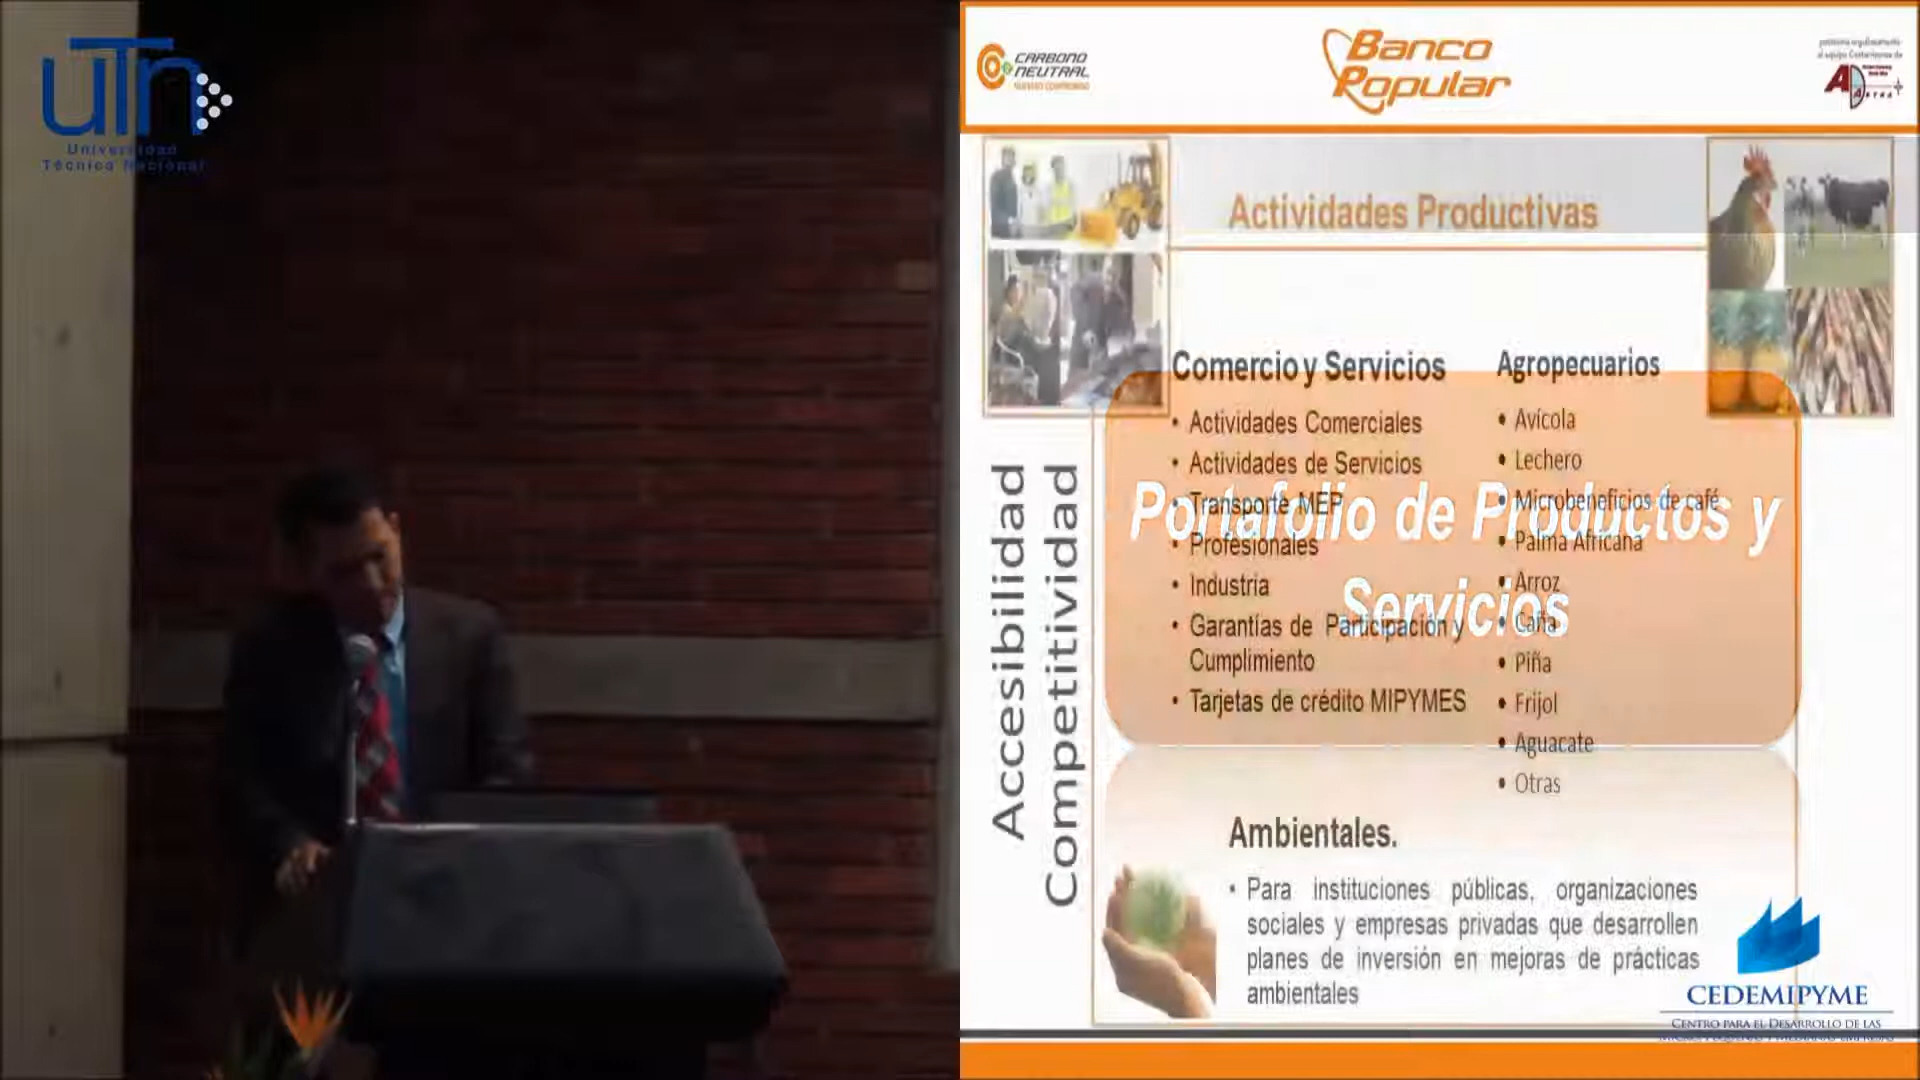 uTn
Universidad
Técnica Nacional
CARBONO
NEUTRAL
NUESTRO COMPROMISO
Banco
Popular
Actividades Productivas
Accesibilidad
Competitividad
Comercio y Servicios
• Actividades Comerciales
• Actividades de Servicios
• Transporte MEP
• Profesionales
• Industria
• Garantías de Participación y
Cumplimiento
• Tarjetas de crédito MIPYMES
Agropecuarios
• Avícola
• Lechero
• Microbeneficios de café
• Palma Africana
• Arroz
• Caña
• Piña
• Frijol
• Aguacate
• Otras
Portafolio de Productos y
Servicios
Ambientales.
• Para instituciones públicas, organizaciones
sociales y empresas privadas que desarrollen
planes de inversión en mejoras de prácticas
ambientales
CEDEMIPYME
CENTRO PARA EL DESARROLLO DE LAS